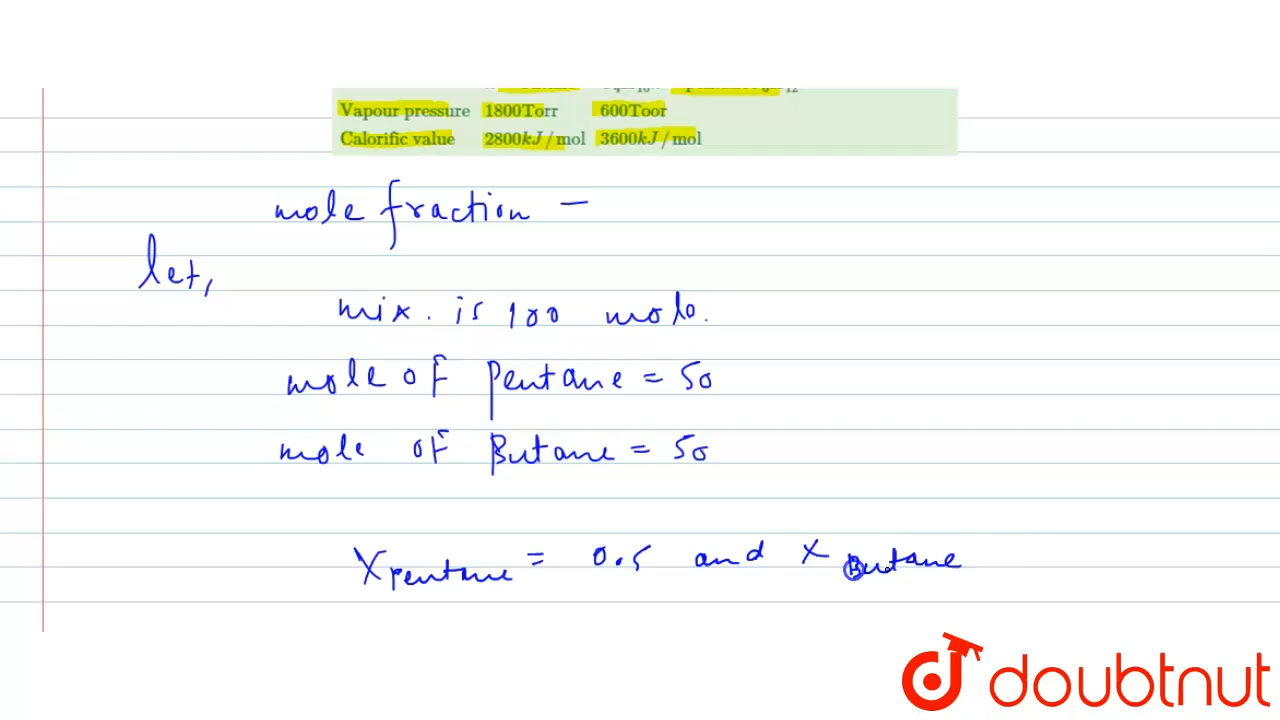 Vapour pressure 1800Torr 600Toor
Calorific value 2800kJ/mol 3600kJ/mol
mole fraction –
let,
mix. is 100 mole.
mole of Pentane = 50
mole of Butane = 50
X pentane = 0.5 and X Butane
doubtnut